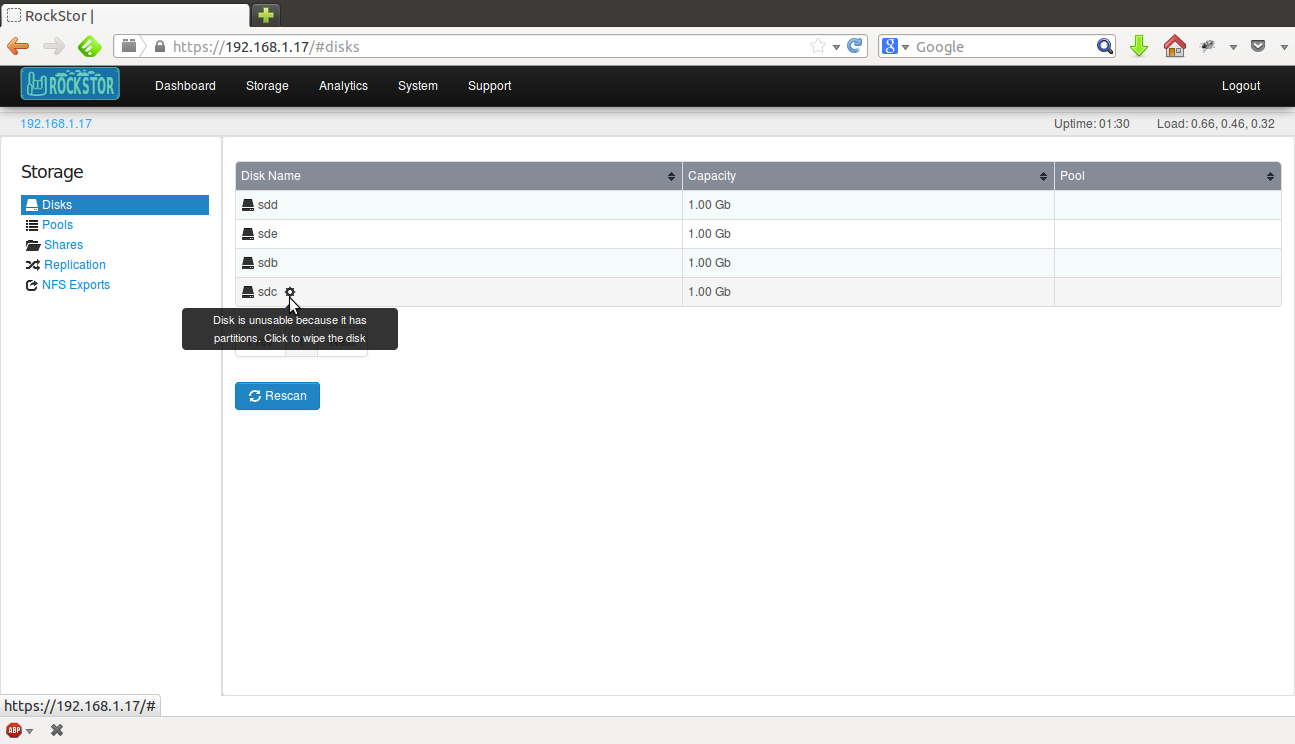 RockStor |
https://192.168.1.17/#disks
Google
ROCKSTOR
Dashboard Storage Analytics System Support Logout
192.168.1.17 Uptime: 01:30 Load: 0.66, 0.46, 0.32
Storage
Disks
Pools
Shares
Replication
NFS Exports
Disk Name Capacity Pool
sdd 1.00 Gb
sde 1.00 Gb
sdb 1.00 Gb
sdc 1.00 Gb
Disk is unusable because it has
partitions. Click to wipe the disk
Rescan
https://192.168.1.17/#
ABP